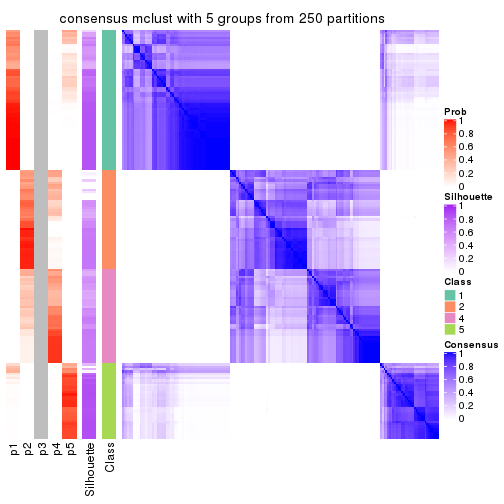 consensus mclust with 5 groups from 250 partitions
Prob
1
0.8
0.6
0.4
0.2
0
Silhouette
1
0.8
0.6
0.4
0.2
0
Class
1
2
4
5
Consensus
1
0.8
0.6
0.4
0.2
0
p1
p2
p3
p4
p5
Silhouette
Class